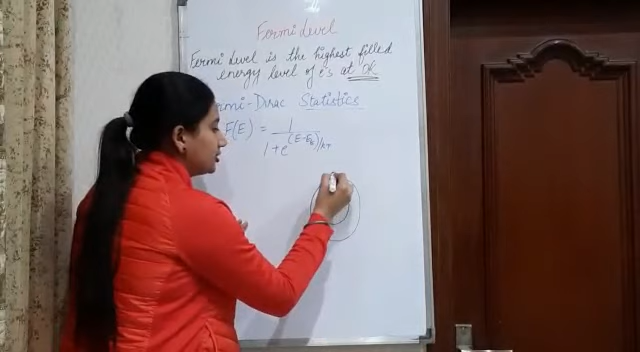 Fermi Level
Fermi Level is the highest filled
energy level of e's at 0K
Fermi-Dirac Statistics
F(E) = 1
1+e^(E-E_F)/kT